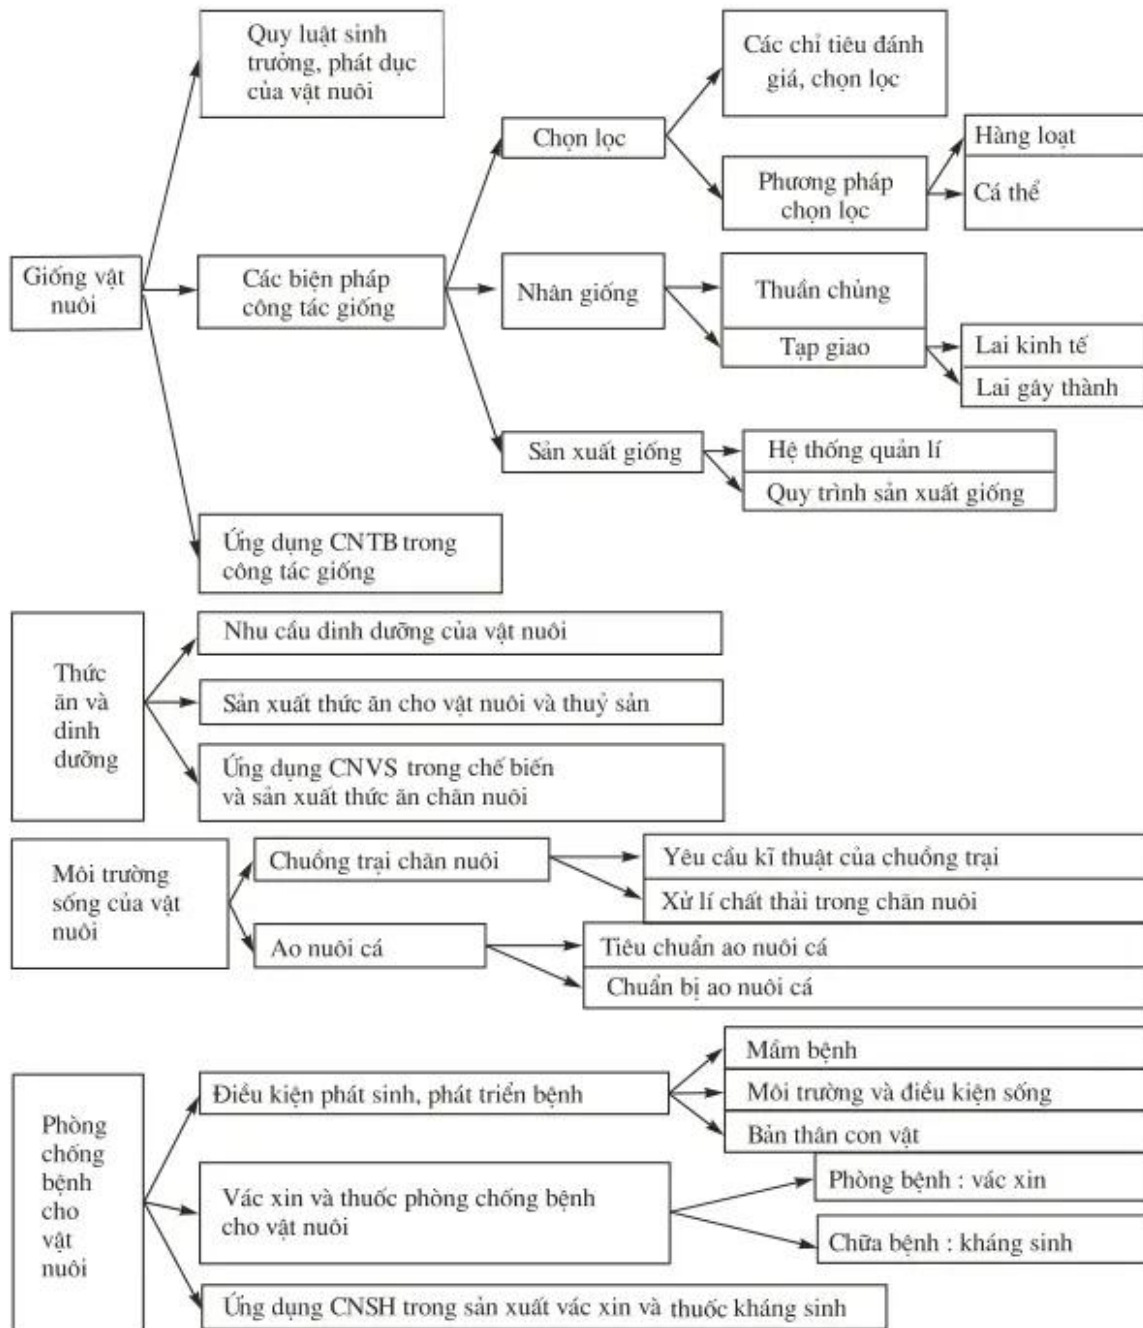 Quy luật sinh
trưởng, phát dục
của vật nuôi
Các chỉ tiêu đánh
giá, chọn lọc
Chọn lọc
Hàng loạt
Phương pháp
chọn lọc
Cá thể
Giống vật
nuôi
Các biện pháp
công tác giống
Nhân giống
Thuần chủng
Tạp giao
Lai kinh tế
Lai gây thành
Sản xuất giống
Hệ thống quản lí
Quy trình sản xuất giống
Ứng dụng CNTB trong
công tác giống
Thức
ăn và
dinh
dưỡng
Nhu cầu dinh dưỡng của vật nuôi
Sản xuất thức ăn cho vật nuôi và thuỷ sản
Ứng dụng CNVS trong chế biến
và sản xuất thức ăn chăn nuôi
Môi trường
sống của vật
nuôi
Chuồng trại chăn nuôi
Yêu cầu kĩ thuật của chuồng trại
Xử lí chất thải trong chăn nuôi
Ao nuôi cá
Tiêu chuẩn ao nuôi cá
Chuẩn bị ao nuôi cá
Phòng
chống
bệnh
cho
vật
nuôi
Điều kiện phát sinh, phát triển bệnh
Mầm bệnh
Môi trường và điều kiện sống
Bản thân con vật
Vác xin và thuốc phòng chống bệnh
cho vật nuôi
Phòng bệnh : vác xin
Chữa bệnh : kháng sinh
Ứng dụng CNSH trong sản xuất vác xin và thuốc kháng sinh